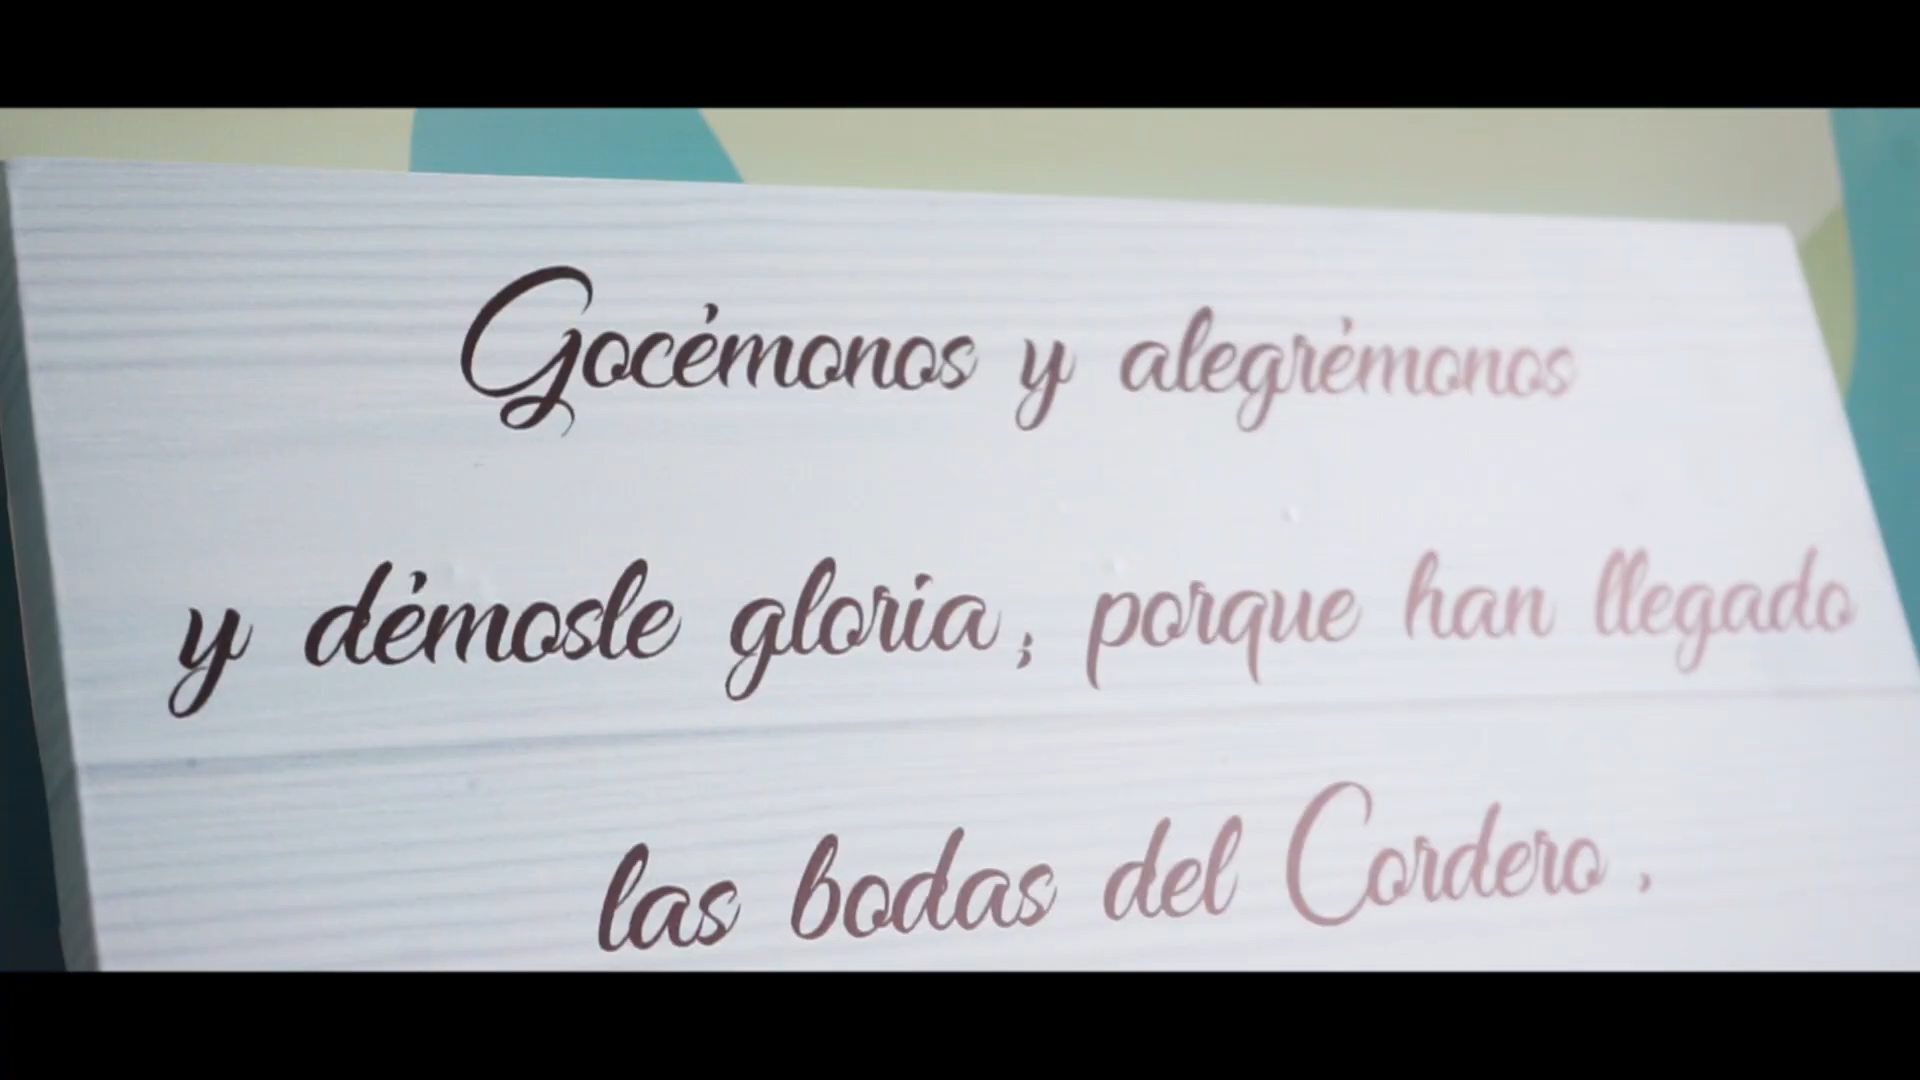 Gocémonos y alegrémonos
y démosle gloria; porque han llegado
las bodas del Cordero,